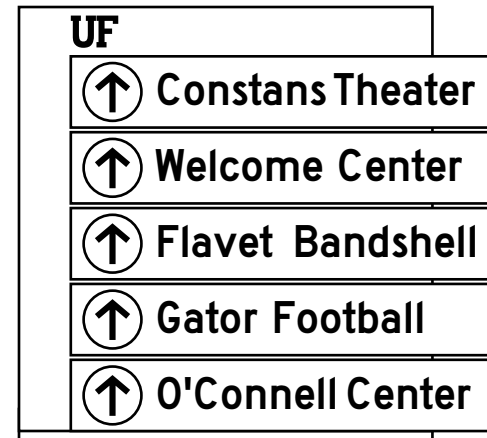 UF
Constans Theater
Welcome Center
Flavet Bandshell
Gator Football
O'Connell Center